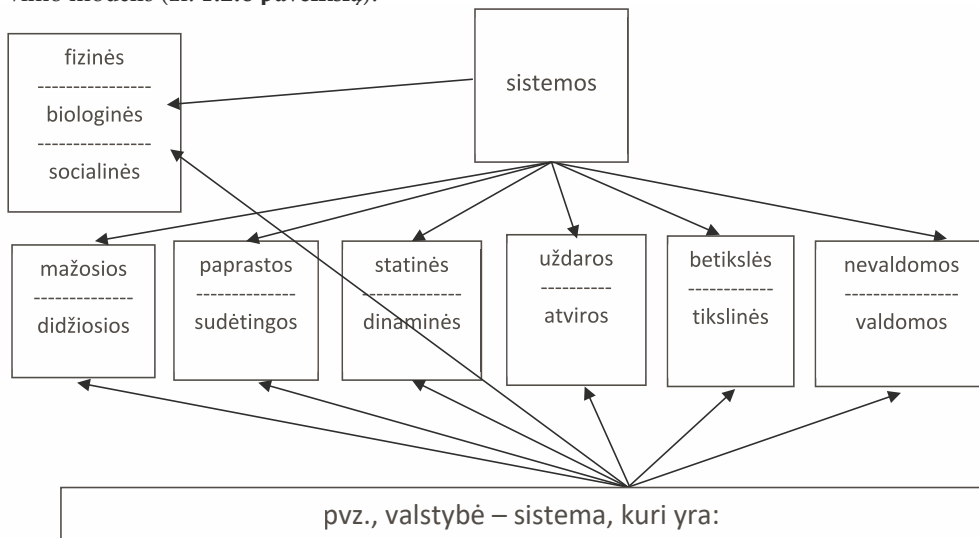 sistemos
fizinės
biologinės
socialinės
mažosios
didžiosios
paprastos
sudėtingos
statinės
dinaminės
uždaros
atviros
betikslės
tikslinės
nevaldomos
valdomos
pvz., valstybė – sistema, kuri yra: